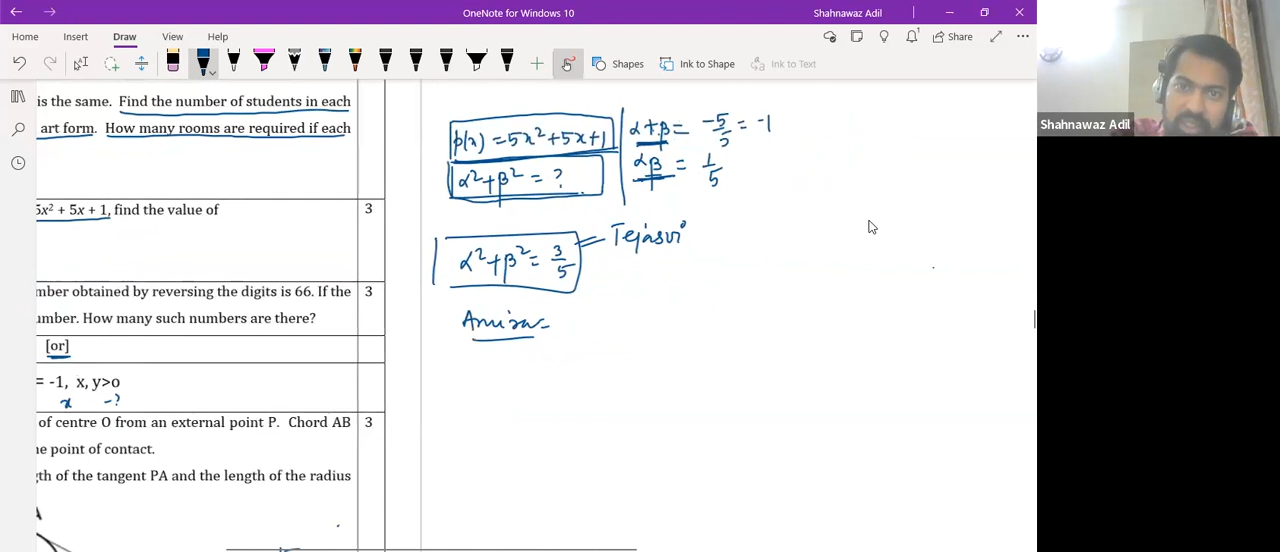 OneNote for Windows 10
Shahnawaz Adil
Home Insert Draw View Help
Share
Shapes
Ink to Shape
Ink to Text
is the same. Find the number of students in each
art form. How many rooms are required if each
5x² + 5x + 1, find the value of
3
mber obtained by reversing the digits is 66. If the
3
umber. How many such numbers are there?
[or]
= -1, x, y>o
x -?
of centre O from an external point P. Chord AB
3
he point of contact.
gth of the tangent PA and the length of the radius
p(x) = 5x² + 5x + 1
α² + β² = ?
α + β = -5/5 = -1
αβ = 1/5
α² + β² = 3/5
= Tejasvi
Shahnawaz Adil